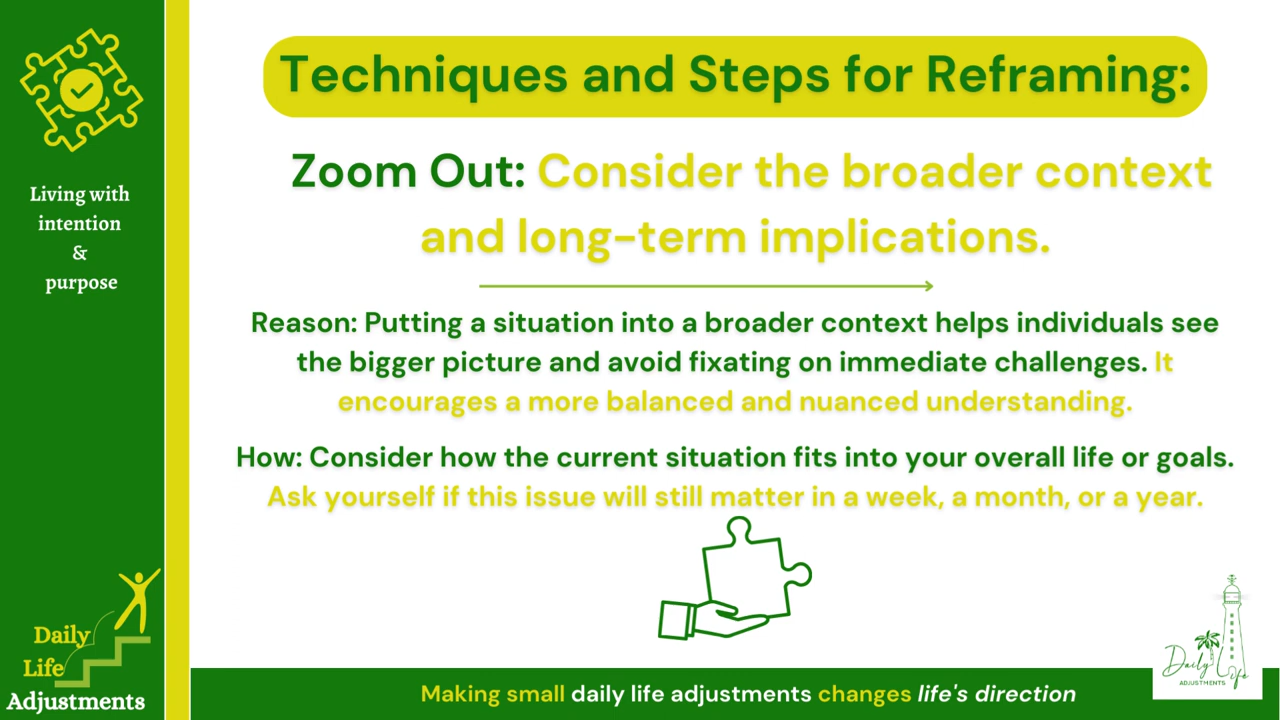 Living with
intention
&
purpose
Daily
Life
Adjustments
Techniques and Steps for Reframing:
Zoom Out: Consider the broader context
and long-term implications.
Reason: Putting a situation into a broader context helps individuals see
the bigger picture and avoid fixating on immediate challenges. It
encourages a more balanced and nuanced understanding.
How: Consider how the current situation fits into your overall life or goals.
Ask yourself if this issue will still matter in a week, a month, or a year.
Making small daily life adjustments changes life's direction
Daily Life
ADJUSTMENTS